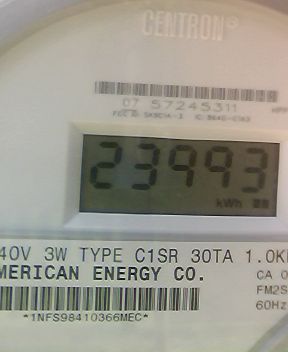 CENTRON®
07 57245311
23993
kWh
40V 3W TYPE C1SR 30TA 1.0K
MERICAN ENERGY CO.
CA 0
FM2S
60Hz
*1NFS98410366MEC*